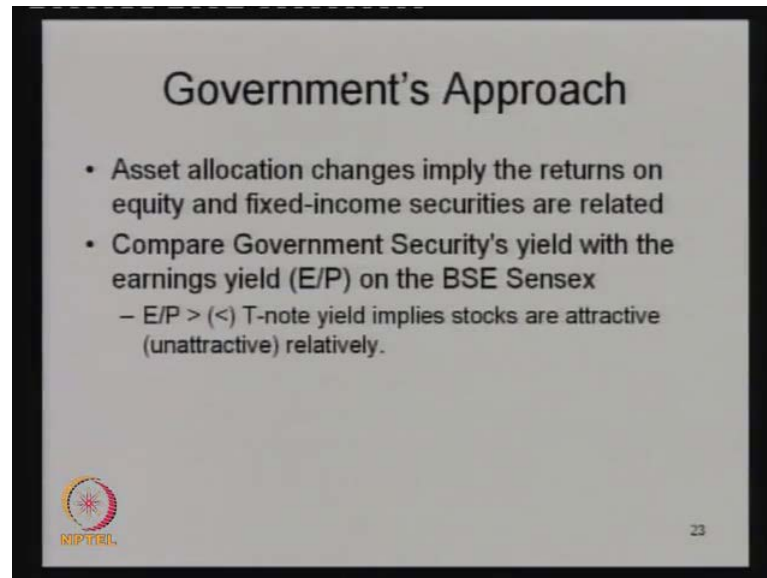 Government's Approach
• Asset allocation changes imply the returns on
equity and fixed-income securities are related
• Compare Government Security's yield with the
earnings yield (E/P) on the BSE Sensex
– E/P > (<) T-note yield implies stocks are attractive
(unattractive) relatively.
NPTEL
23